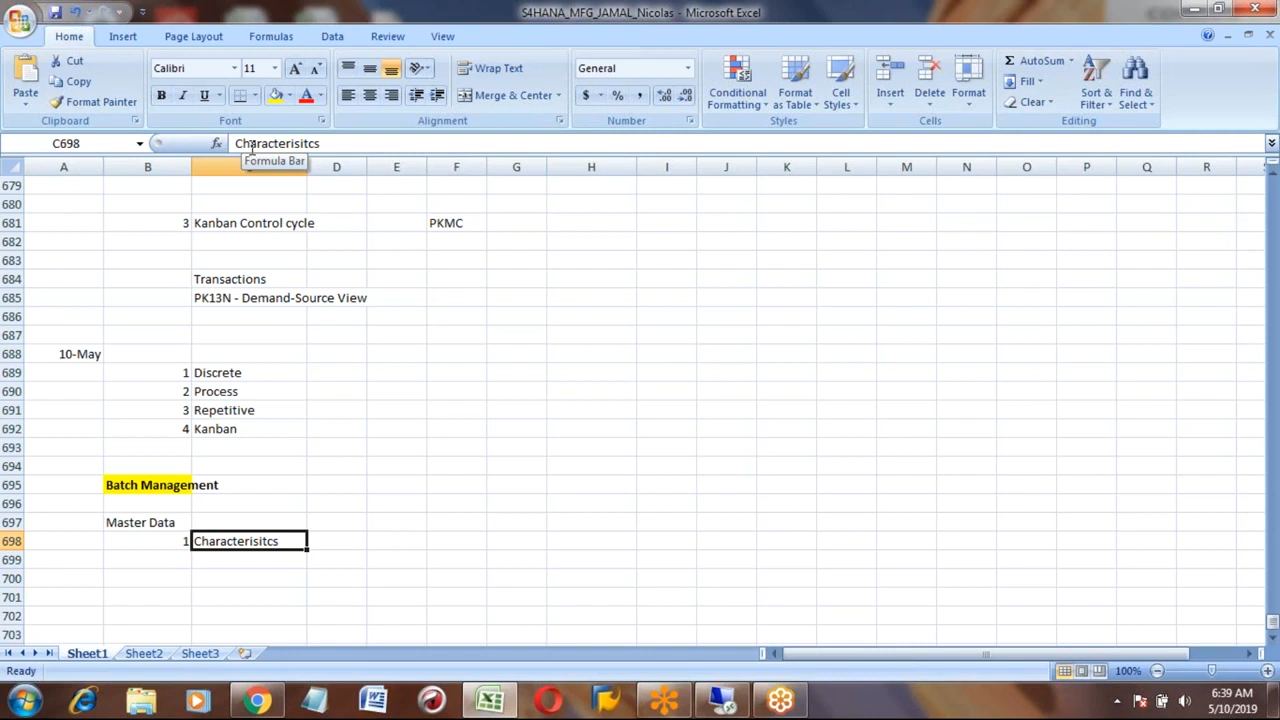 S4HANA_MFG_JAMAL_Nicolas - Microsoft Excel
Home Insert Page Layout Formulas Data Review View
Paste
Cut
Copy
Format Painter
Clipboard
Calibri 11
B I U
Font
Wrap Text
Merge & Center
Alignment
General
$ % ,
Number
Conditional Formatting
Format as Table
Cell Styles
Styles
Insert Delete Format
Cells
Σ AutoSum
Fill
Clear
Sort & Filter
Find & Select
Editing
C698 fx Characterisitcs
Formula Bar
A B D E F G H I J K L M N O P Q R
679
680
681 3 Kanban Control cycle PKMC
682
683
684 Transactions
685 PK13N - Demand-Source View
686
687
688 10-May
689 1 Discrete
690 2 Process
691 3 Repetitive
692 4 Kanban
693
694
695 Batch Management
696
697 Master Data
698 1 Characterisitcs
699
700
701
702
703
Sheet1 Sheet2 Sheet3
Ready 100%
6:39 AM
5/10/2019